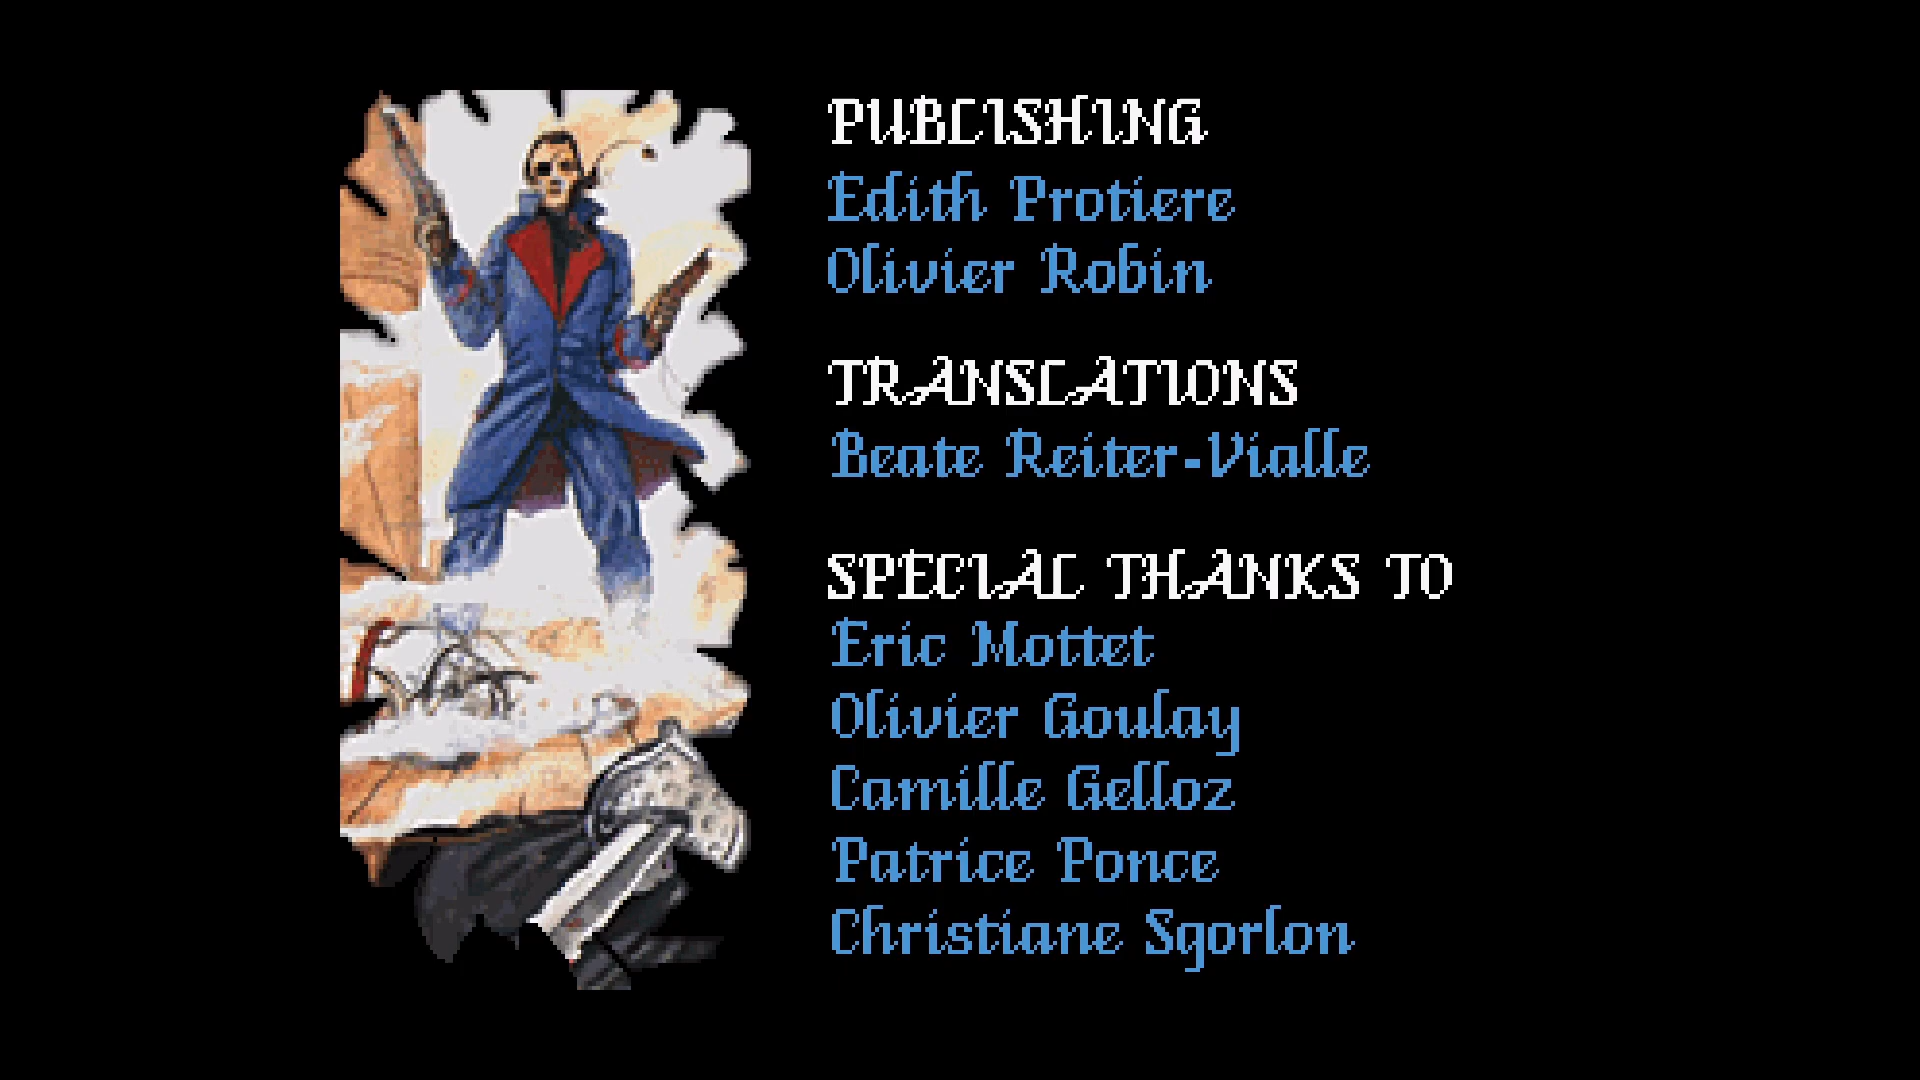 PUBLISHING
Edith Protiere
Olivier Robin
TRANSLATIONS
Beate Reiter-Vialle
SPECIAL THANKS TO
Eric Mottet
Olivier Goulay
Camille Gelloz
Patrice Ponce
Christiane Sgorlon